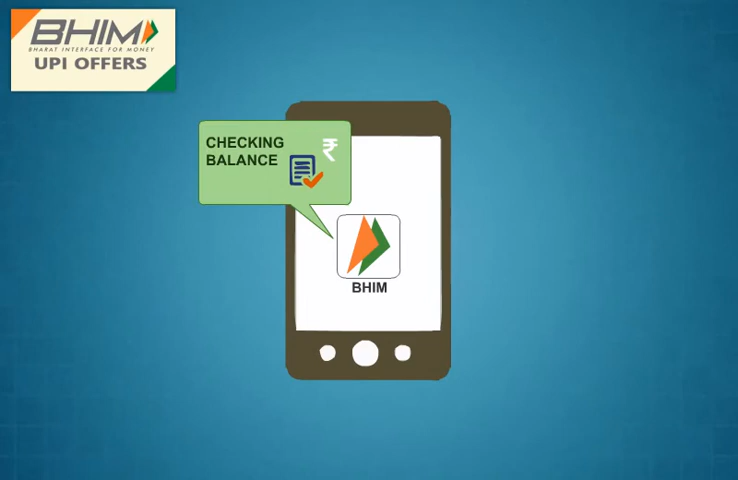 BHIM
BHARAT INTERFACE FOR MONEY
UPI OFFERS
CHECKING ₹
BALANCE
BHIM